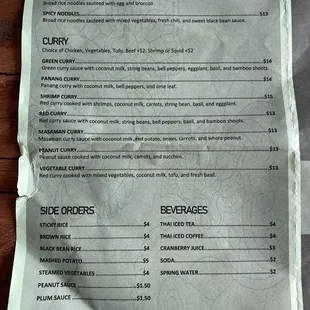 Broad rice noodles sauteed with egg and broccoli
SPICY NOODLES $13
Broad rice noodles sauteed with mixed vegetables, fresh chili, and sweet black bean sauce.
CURRY
Choice of Chicken, Vegetables, Tofu, Beef +$2, Shrimp or Squid +$2
GREEN CURRY $14
Green curry sauce with coconut milk, string beans, bell peppers, eggplant, basil, and bamboo shoots.
PANANG CURRY $14
Panang curry with coconut milk, bell peppers, and lime leaf.
SHRIMP CURRY $15
Red curry cooked with shrimps, coconut milk, carrots, string bean, basil, and eggplant.
RED CURRY $13
Red curry sauce with coconut milk, string beans, bell peppers, basil, and bamboo shoots.
MASAMAN CURRY $13
Masaman curry sauce with coconut milk, red potato, onion, carrots, and whole peanut.
PEANUT CURRY $13
Peanut sauce cooked with coconut milk, carrots, and zucchini.
VEGETABLE CURRY $13
Red curry cooked with mixed vegetables, coconut milk, tofu, and fresh basil.
SIDE ORDERS
STICKY RICE $4
BROWN RICE $4
BLACK BEAN RICE $4
MASHED POTATO $5
STEAMED VEGETABLES $4
PEANUT SAUCE $1.50
PLUM SAUCE $1.50
BEVERAGES
THAI ICED TEA $4
THAI ICED COFFEE $4
CRANBERRY JUICE $3
SODA $2
SPRING WATER $2